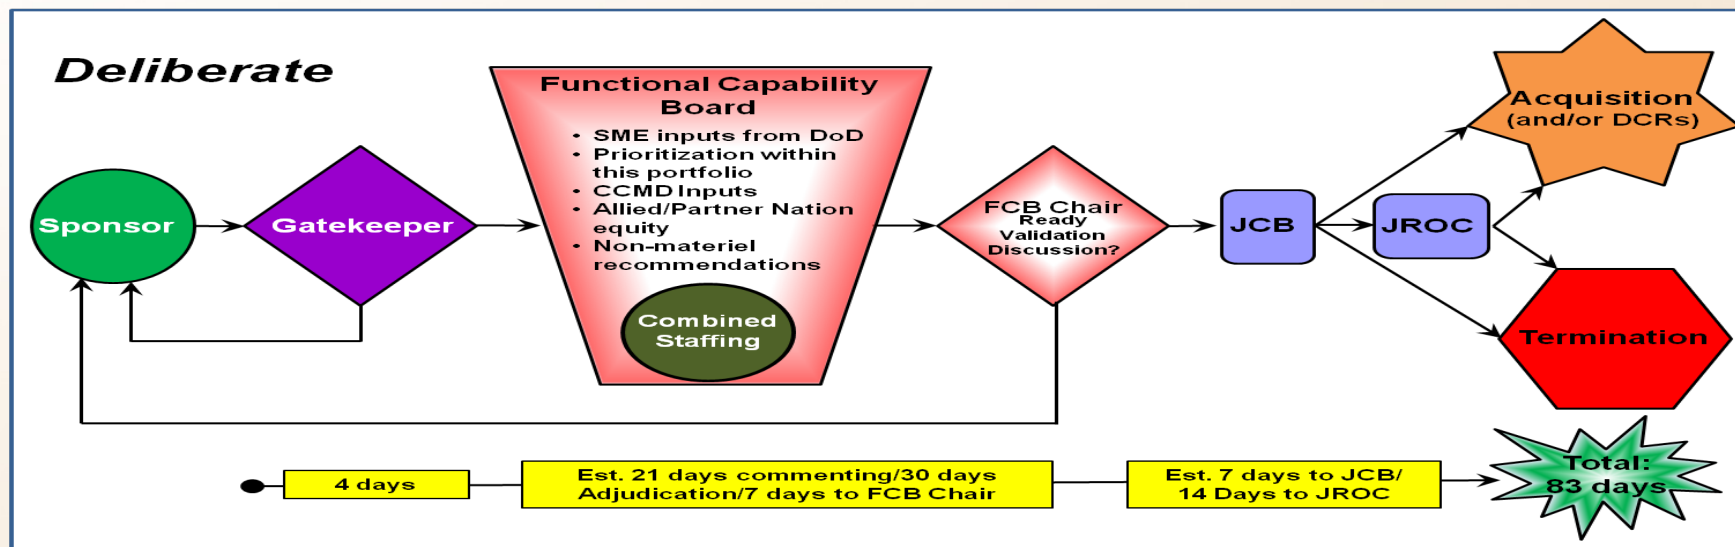 Deliberate
Sponsor
Gatekeeper
Functional Capability
Board
• SME inputs from DoD
• Prioritization within
this portfolio
• CCMD Inputs
• Allied/Partner Nation
equity
• Non-materiel
recommendations
Combined
Staffing
FCB Chair
Ready
Validation
Discussion?
JCB
JROC
Acquisition
(and/or DCRs)
Termination
4 days
Est. 21 days commenting/30 days
Adjudication/7 days to FCB Chair
Est. 7 days to JCB/
14 Days to JROC
Total:
83 days